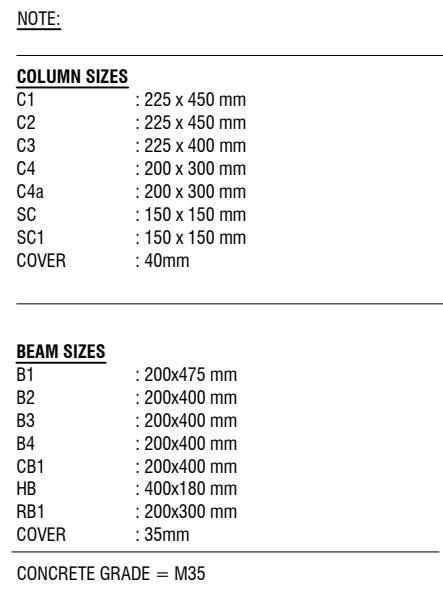 NOTE:
COLUMN SIZES
C1 : 225 x 450 mm
C2 : 225 x 450 mm
C3 : 225 x 400 mm
C4 : 200 x 300 mm
C4a : 200 x 300 mm
SC : 150 x 150 mm
SC1 : 150 x 150 mm
COVER : 40mm
BEAM SIZES
B1 : 200x475 mm
B2 : 200x400 mm
B3 : 200x400 mm
B4 : 200x400 mm
CB1 : 200x400 mm
HB : 400x180 mm
RB1 : 200x300 mm
COVER : 35mm
CONCRETE GRADE = M35